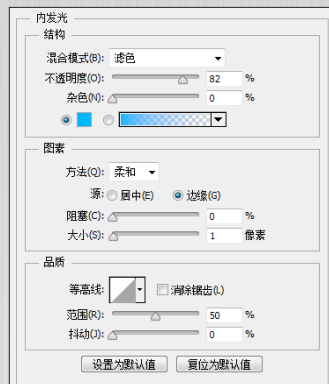 内发光
结构
混合模式(B): 滤色
不透明度(O): 82 %
杂色(N): 0 %
图素
方法(Q): 柔和
源: 居中(E) 边缘(G)
阻塞(C): 0 %
大小(S): 1 像素
品质
等高线: 消除锯齿(L)
范围(R): 50 %
抖动(J): 0 %
设置为默认值 复位为默认值